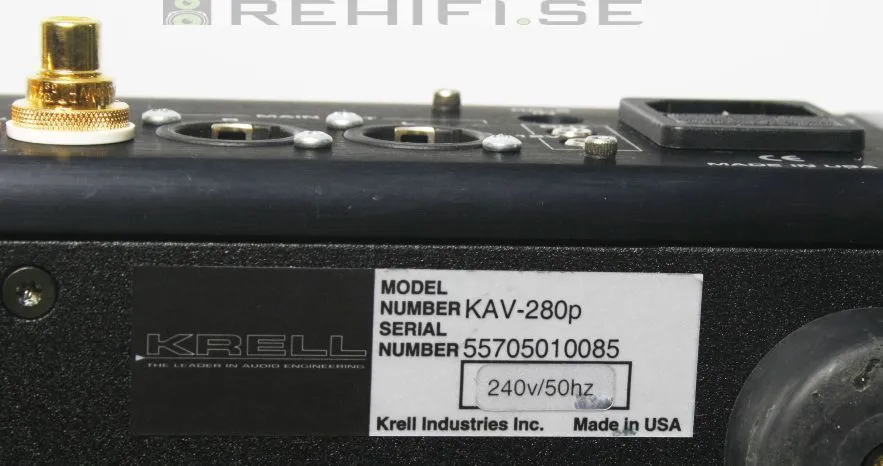 REHIFI.SE
R MAIN
CE
MADE IN USA
KRELL
THE LEADER IN AUDIO ENGINEERING
MODEL
NUMBER KAV-280p
SERIAL
NUMBER 55705010085
240v/50hz
Krell Industries Inc. Made in USA